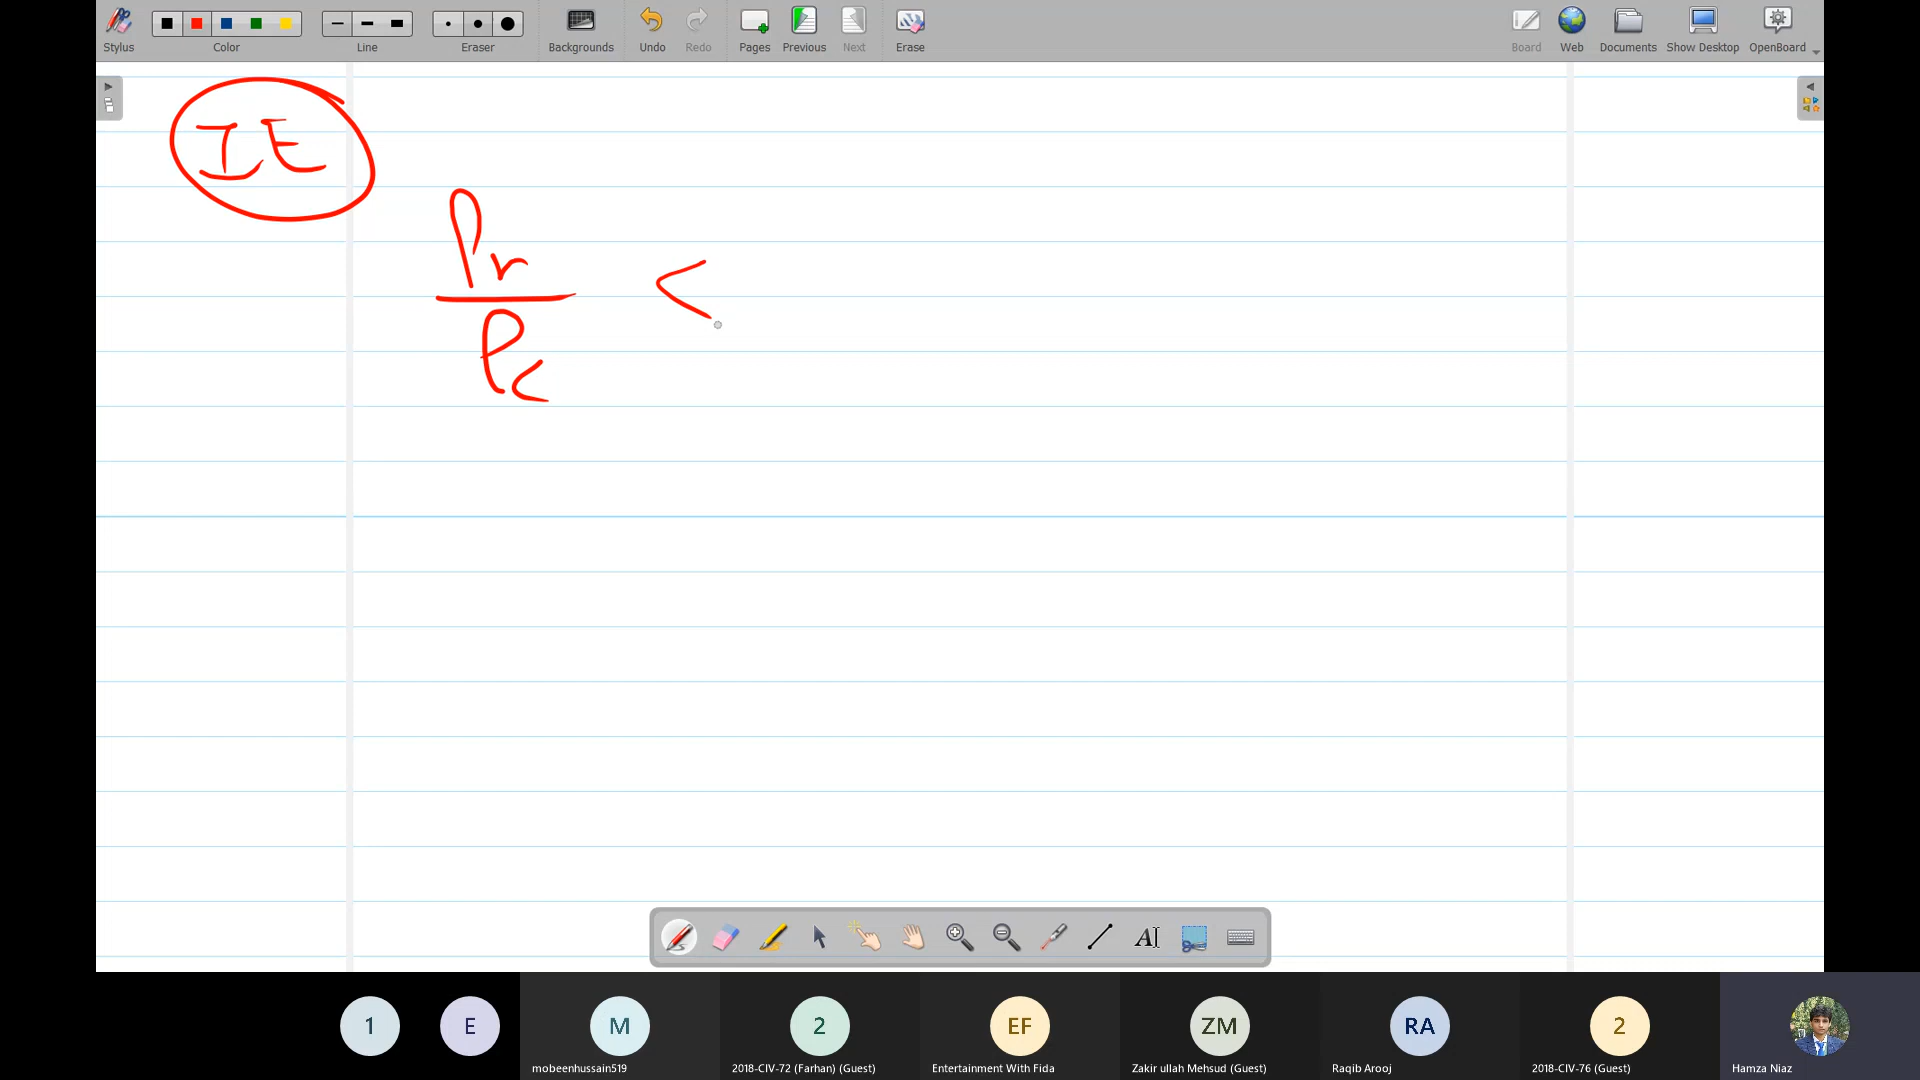 Stylus
Color
Line
Eraser
Backgrounds
Undo
Redo
Pages
Previous
Next
Erase
Board
Web
Documents
Show Desktop
OpenBoard
IE
Pr
<
Pc
AI
1
E
M
2
EF
ZM
RA
2
mobeenhussain519
2018-CIV-72 (Farhan) (Guest)
Entertainment With Fida
Zakir ullah Mehsud (Guest)
Raqib Arooj
2018-CIV-76 (Guest)
Hamza Niaz